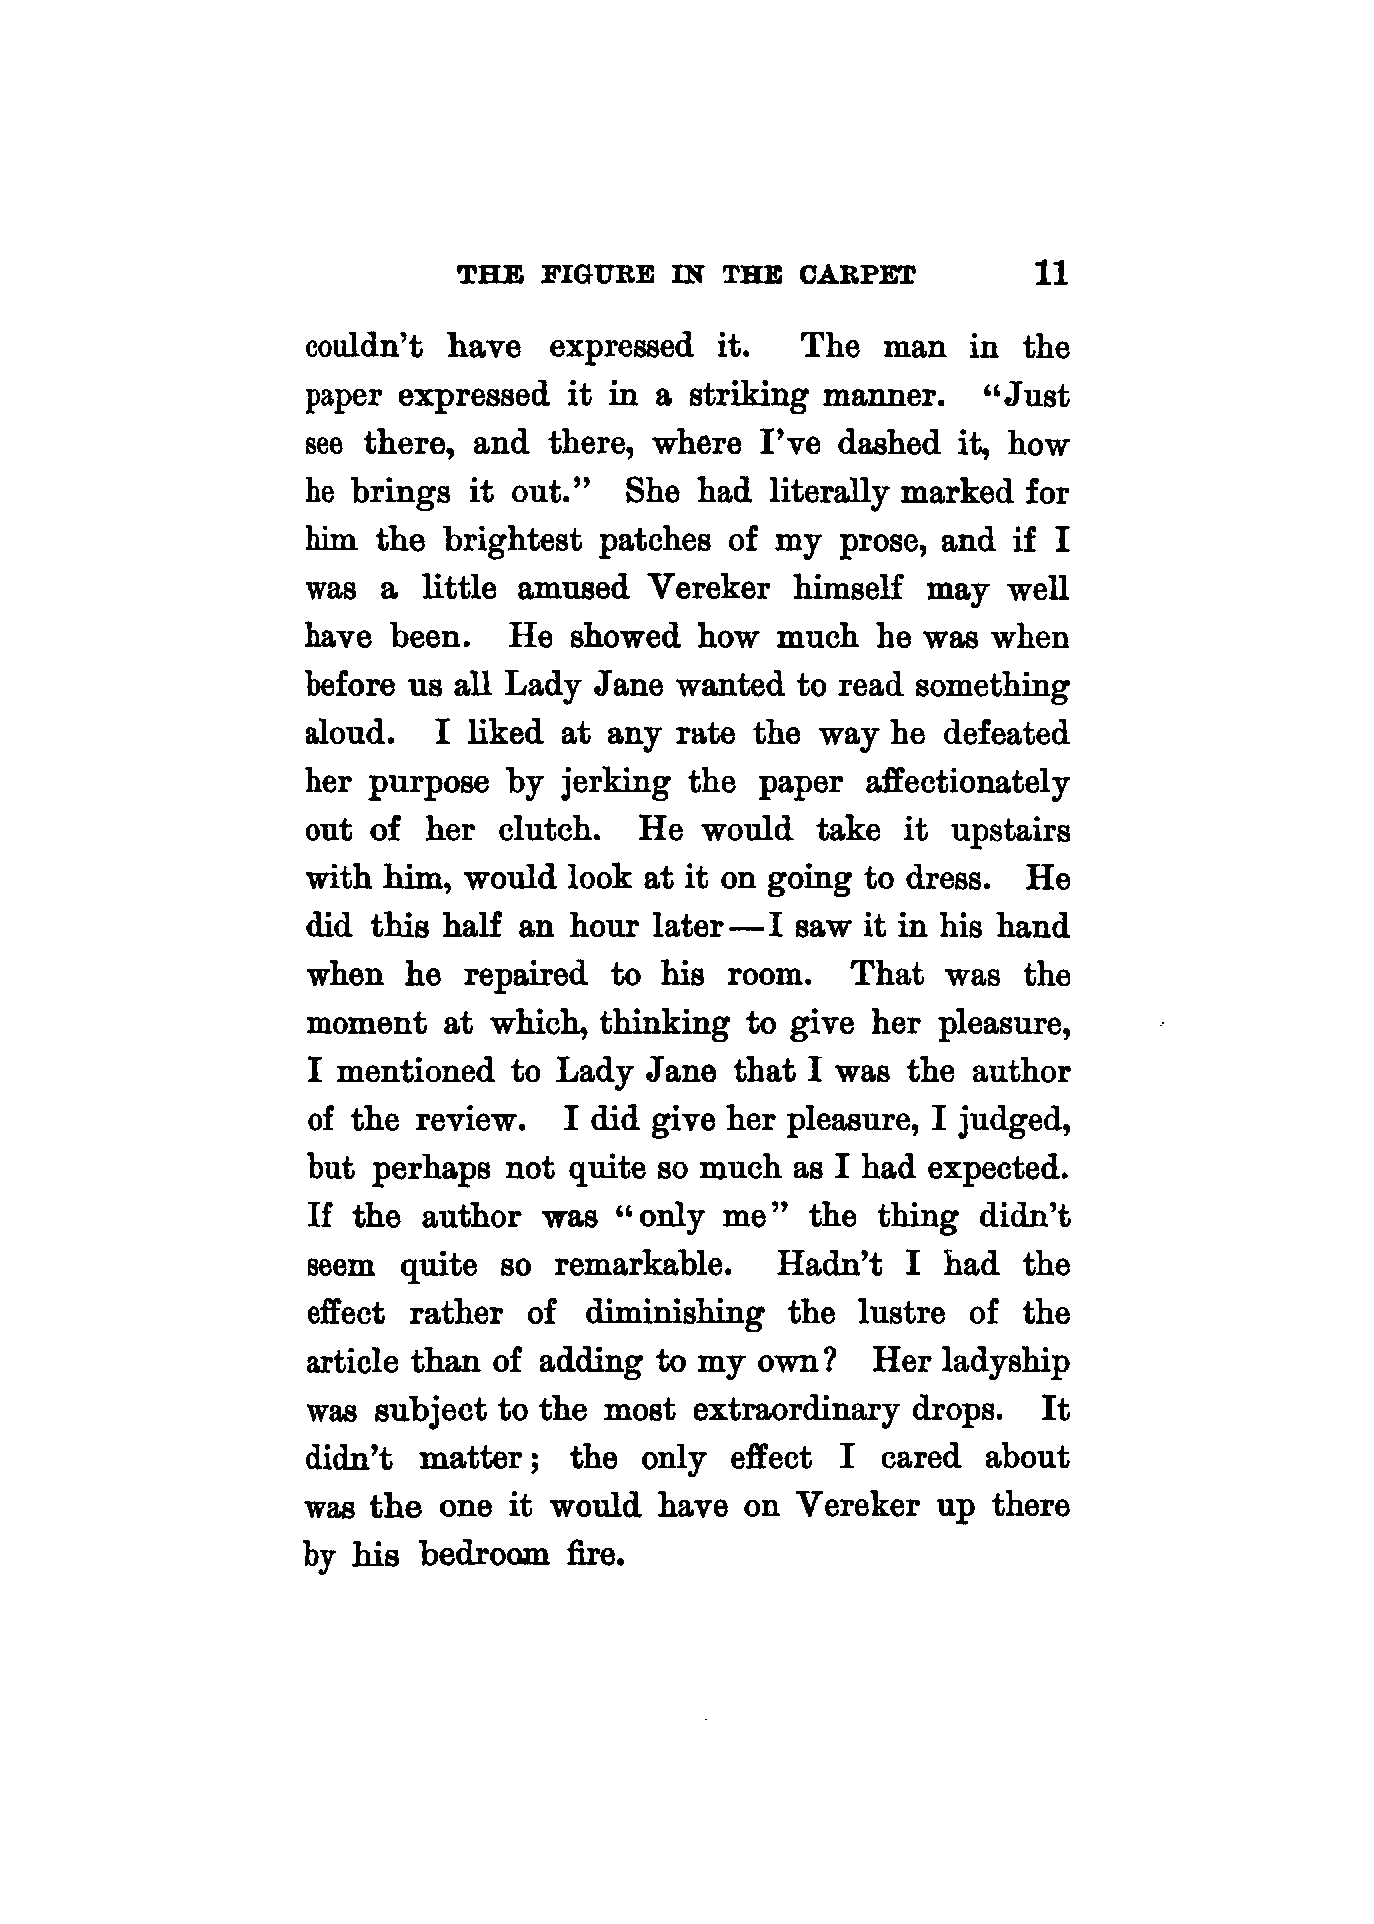 THE FIGURE IN THE CARPET 11
couldn't have expressed it. The man in the
paper expressed it in a striking manner. "Just
see there, and there, where I've dashed it, how
he brings it out." She had literally marked for
him the brightest patches of my prose, and if I
was a little amused Vereker himself may well
have been. He showed how much he was when
before us all Lady Jane wanted to read something
aloud. I liked at any rate the way he defeated
her purpose by jerking the paper affectionately
out of her clutch. He would take it upstairs
with him, would look at it on going to dress. He
did this half an hour later—I saw it in his hand
when he repaired to his room. That was the
moment at which, thinking to give her pleasure,
I mentioned to Lady Jane that I was the author
of the review. I did give her pleasure, I judged,
but perhaps not quite so much as I had expected.
If the author was "only me" the thing didn't
seem quite so remarkable. Hadn't I had the
effect rather of diminishing the lustre of the
article than of adding to my own? Her ladyship
was subject to the most extraordinary drops. It
didn't matter; the only effect I cared about
was the one it would have on Vereker up there
by his bedroom fire.